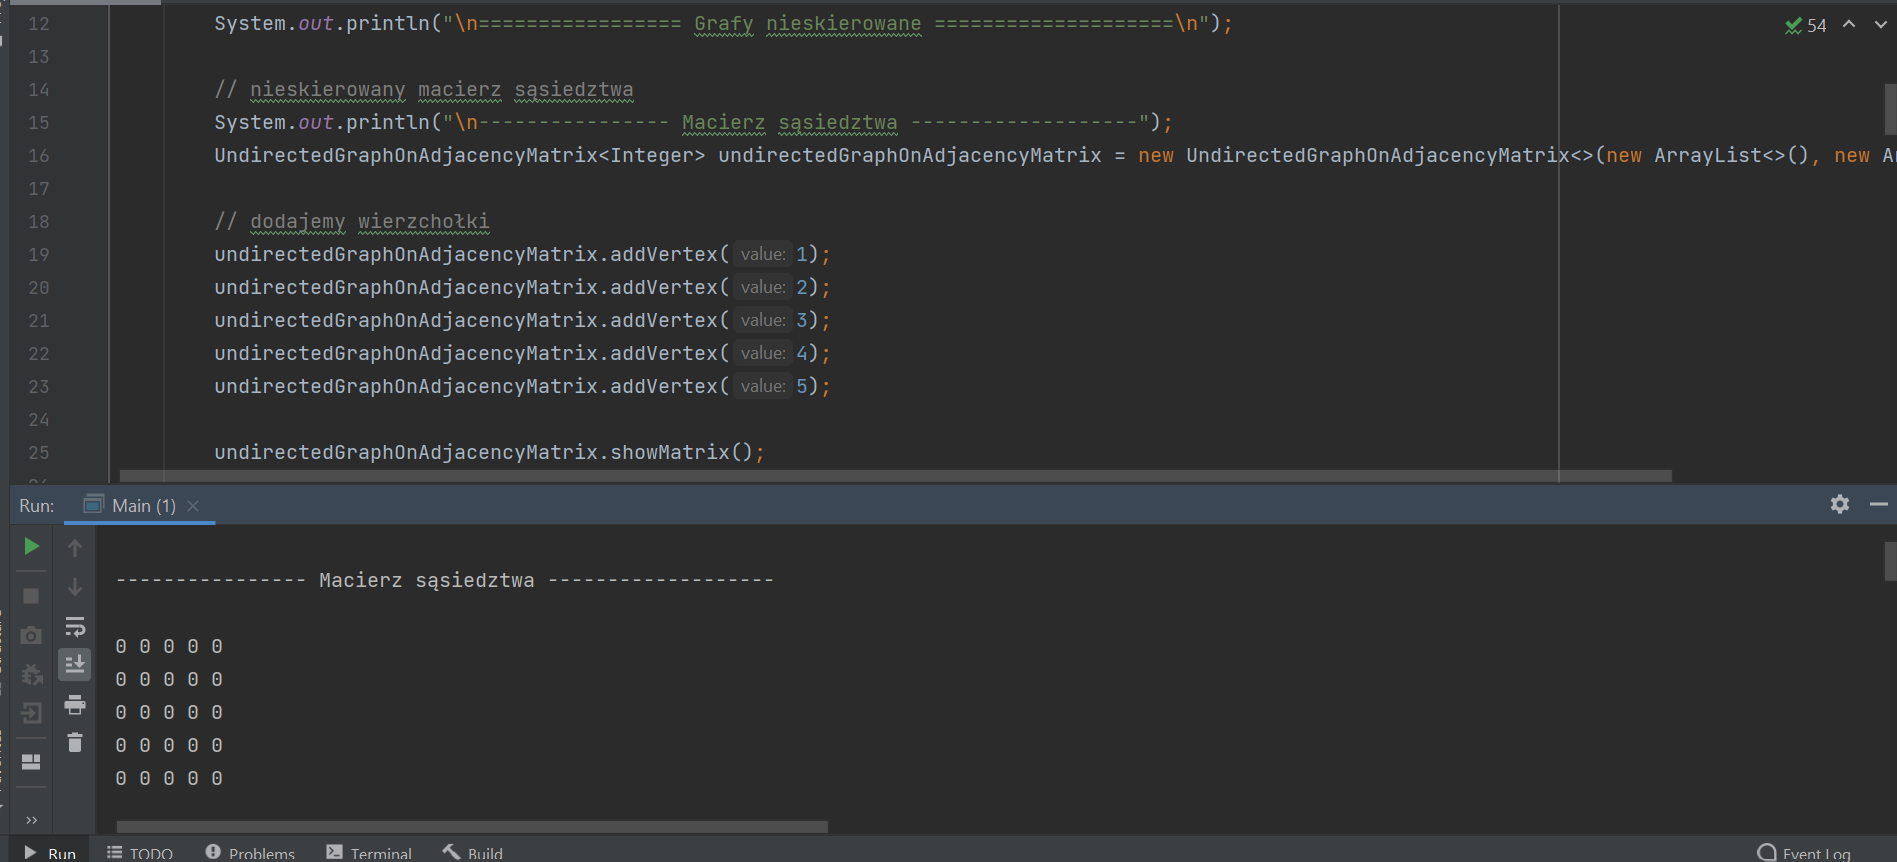 12 System.out.println("\n================= Grafy nieskierowane ====================\n"); 54
13
14 // nieskierowany macierz sąsiedztwa
15 System.out.println("\n---------------- Macierz sąsiedztwa -------------------");
16 UndirectedGraphOnAdjacencyMatrix<Integer> undirectedGraphOnAdjacencyMatrix = new UndirectedGraphOnAdjacencyMatrix<>(new ArrayList<>(), new Ar
17
18 // dodajemy wierzchołki
19 undirectedGraphOnAdjacencyMatrix.addVertex( value: 1);
20 undirectedGraphOnAdjacencyMatrix.addVertex( value: 2);
21 undirectedGraphOnAdjacencyMatrix.addVertex( value: 3);
22 undirectedGraphOnAdjacencyMatrix.addVertex( value: 4);
23 undirectedGraphOnAdjacencyMatrix.addVertex( value: 5);
24
25 undirectedGraphOnAdjacencyMatrix.showMatrix();
Run: Main (1)
---------------- Macierz sąsiedztwa -------------------
0 0 0 0 0
0 0 0 0 0
0 0 0 0 0
0 0 0 0 0
0 0 0 0 0
Run TODO Problems Terminal Build Event Log